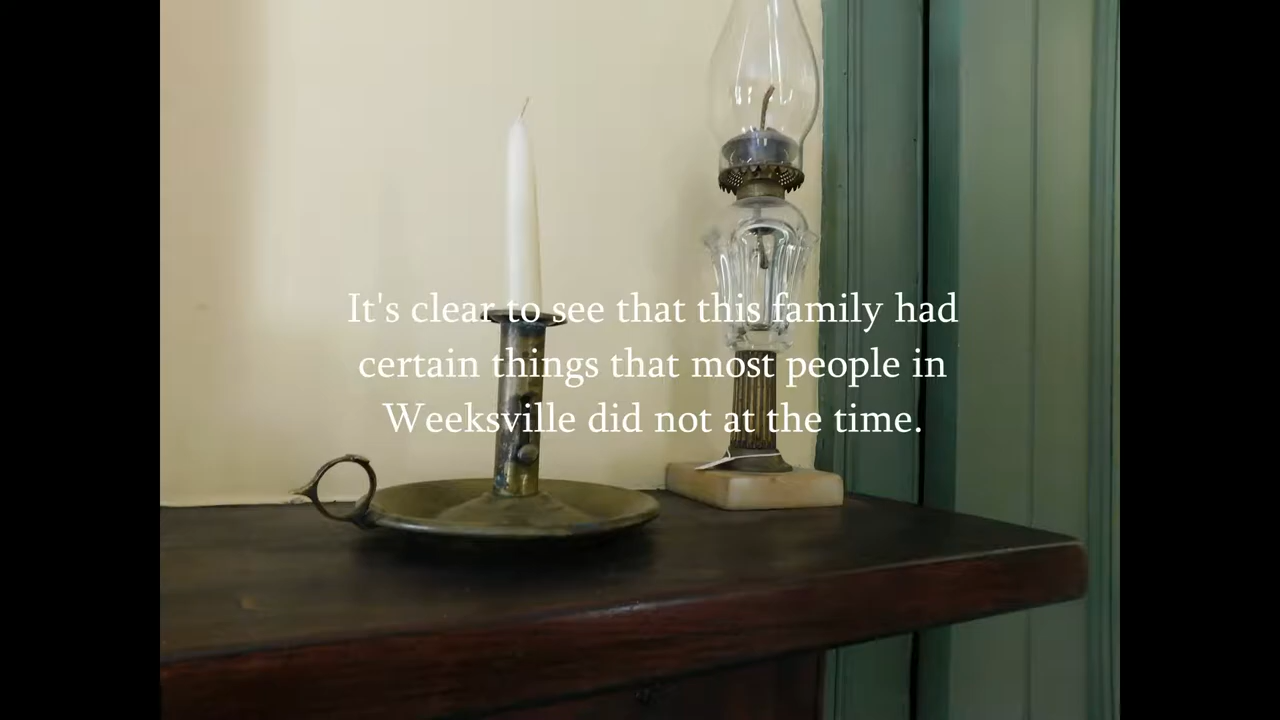 It's clear to see that this family had
certain things that most people in
Weeksville did not at the time.